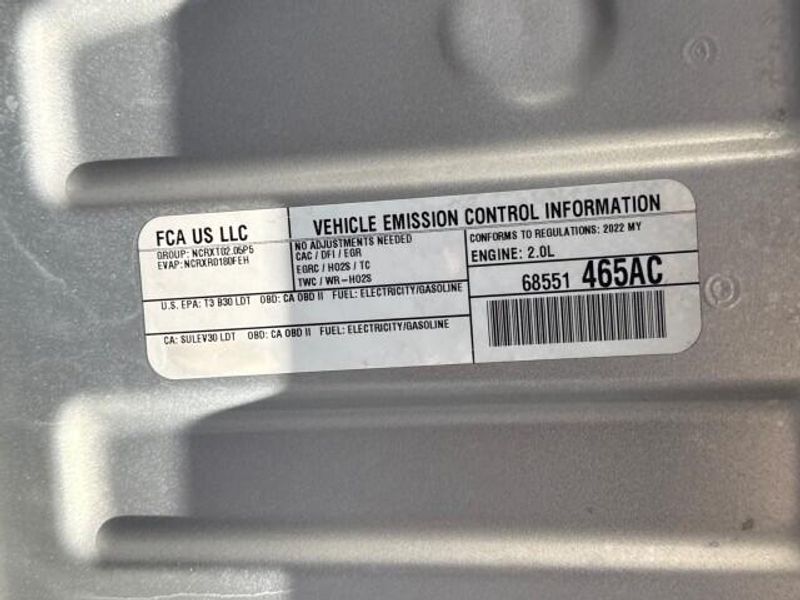 FCA US LLC
GROUP: NCRXT02.05P5
EVAP: NCRXR0180FEH
VEHICLE EMISSION CONTROL INFORMATION
NO ADJUSTMENTS NEEDED
CAC / DFI / EGR
EGRC / HO2S / TC
TWC / WR-HO2S
CONFORMS TO REGULATIONS: 2022 MY
ENGINE: 2.0L
68551 465AC
U.S. EPA: T3 B30 LDT OBD: CA OBD II FUEL: ELECTRICITY/GASOLINE
CA: SULEV30 LDT OBD: CA OBD II FUEL: ELECTRICITY/GASOLINE